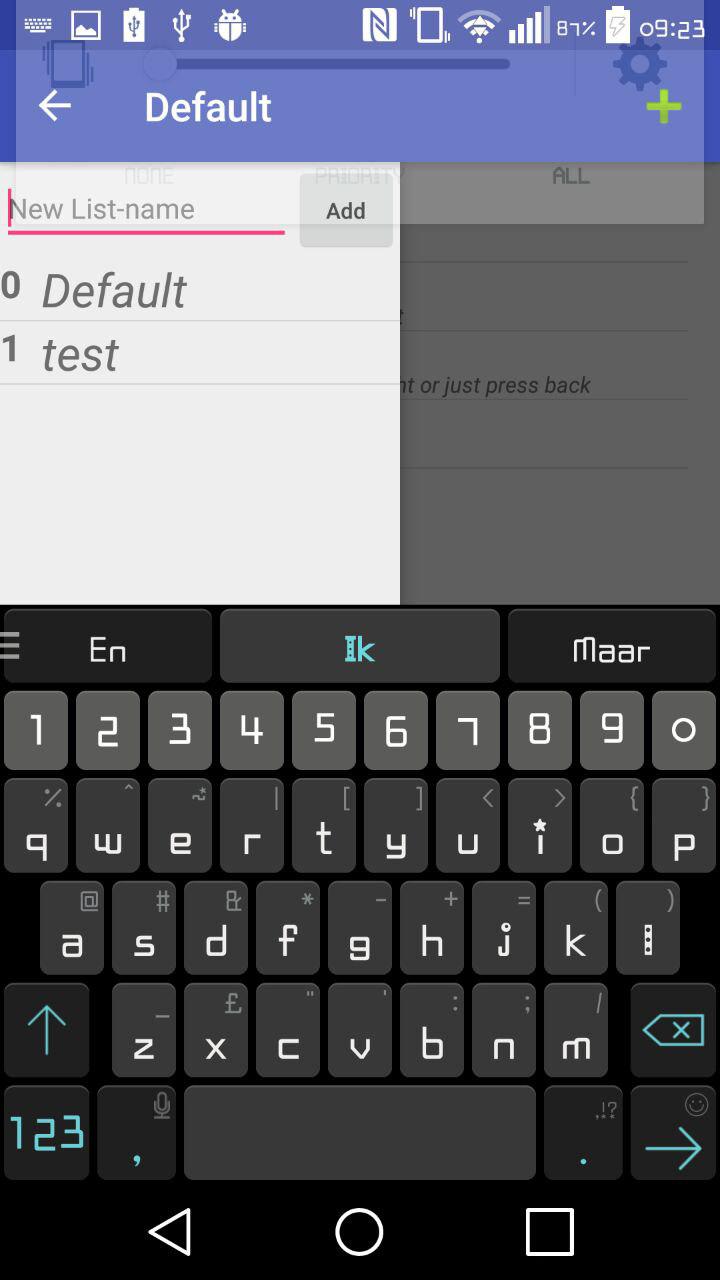 87% 09:23
Default
NONE PRIORITY ALL
New List-name Add
0 Default
1 test
nt or just press back
En Ik Maar
1 2 3 4 5 6 7 8 9 0
% ^ ~ | [ ] < > { }
q w e r t y u i o p
@ # & * - + = ( )
a s d f g h j k l
_ £ " ' : ; /
z x c v b n m
,!?
123 , .